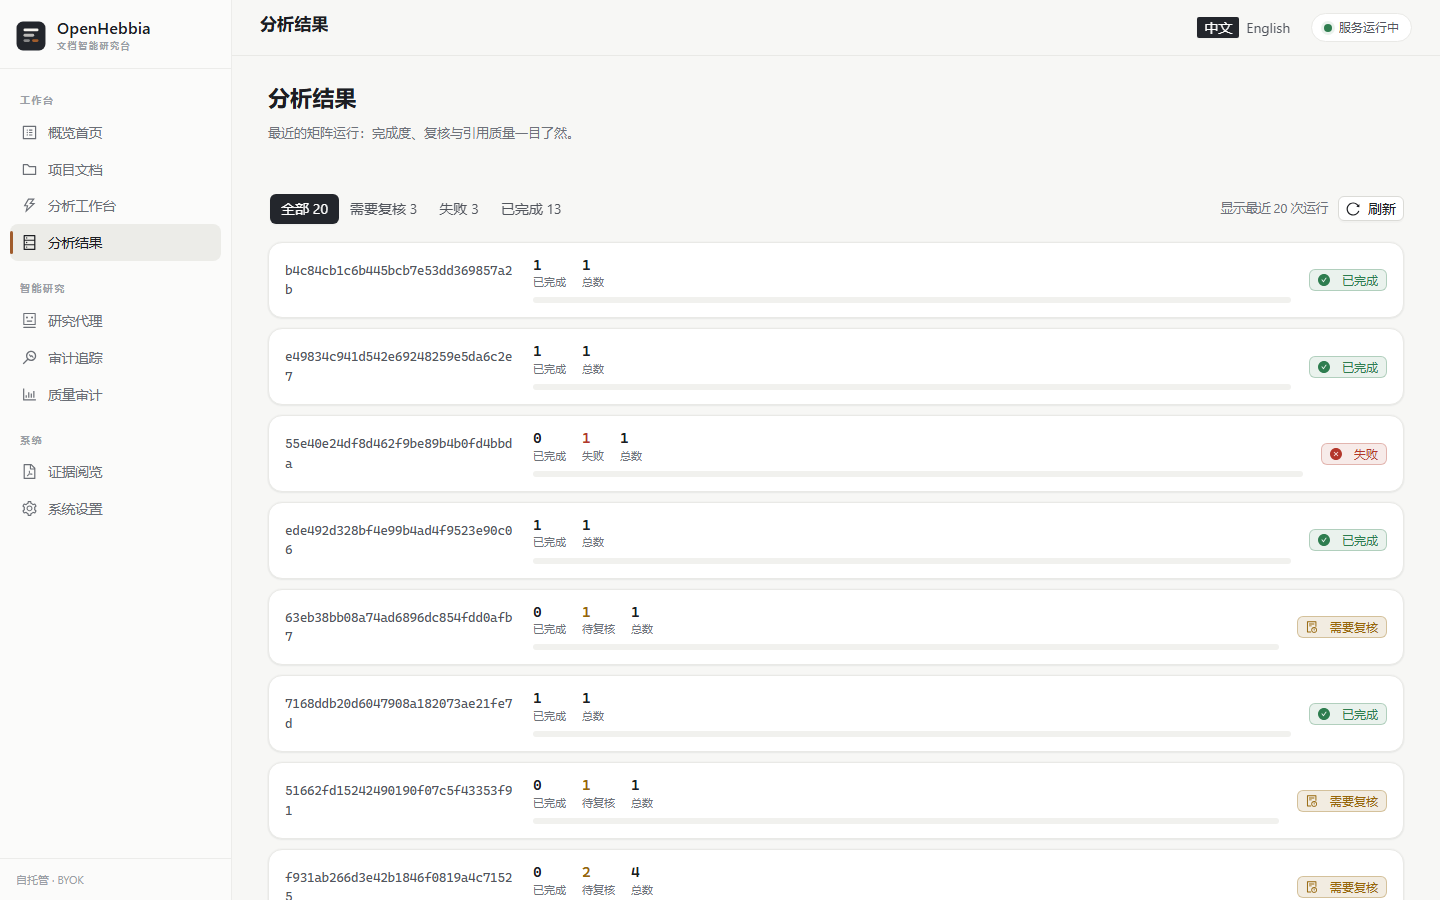 OpenHebbia
文档智能研究台
工作台
概览首页
项目文档
分析工作台
分析结果
智能研究
研究代理
审计追踪
质量审计
系统
证据阅览
系统设置
自托管 · BYOK
分析结果
中文 English 服务运行中
分析结果
最近的矩阵运行：完成度、复核与引用质量一目了然。
全部 20 需要复核 3 失败 3 已完成 13 显示最近 20 次运行 刷新
b4c84cb1c6b445bcb7e53dd369857a2
b
1 1
已完成 总数
已完成
e49834c941d542e69248259e5da6c2e
7
1 1
已完成 总数
已完成
55e40e24df8d462f9be89b4b0fd4bbd
a
0 1 1
已完成 失败 总数
失败
ede492d328bf4e99b4ad4f9523e90c0
6
1 1
已完成 总数
已完成
63eb38bb08a74ad6896dc854fdd0afb
7
0 1 1
已完成 待复核 总数
需要复核
7168ddb20d6047908a182073ae21fe7
d
1 1
已完成 总数
已完成
51662fd15242490190f07c5f43353f9
1
0 1 1
已完成 待复核 总数
需要复核
f931ab266d3e42b1846f0819a4c7152
5
0 2 4
已完成 待复核 总数
需要复核